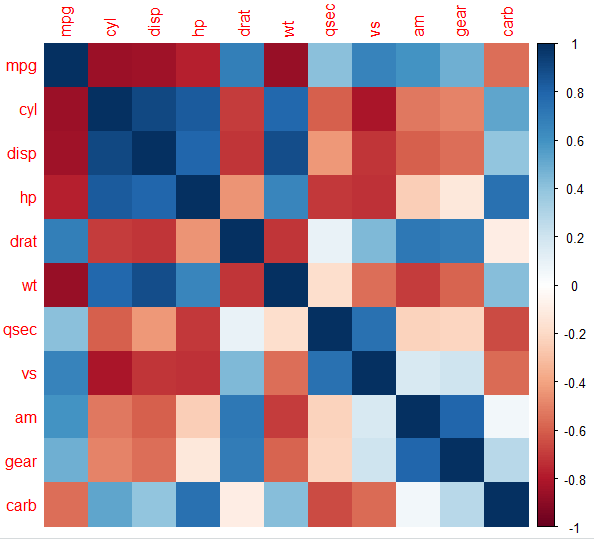 mpg cyl disp hp drat wt qsec vs am gear carb
mpg
cyl
disp
hp
drat
wt
qsec
vs
am
gear
carb
1
0.8
0.6
0.4
0.2
0
-0.2
-0.4
-0.6
-0.8
-1